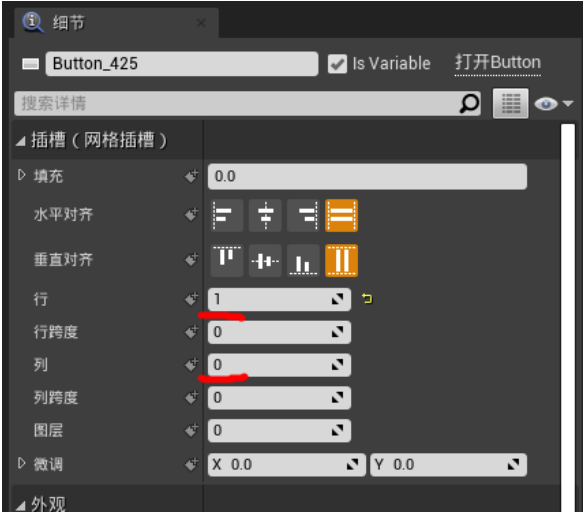 细节
Button_425 Is Variable 打开Button
搜索详情
插槽（网格插槽）
填充 0.0
水平对齐
垂直对齐
行 1
行跨度 0
列 0
列跨度 0
图层 0
微调 X 0.0 Y 0.0
外观